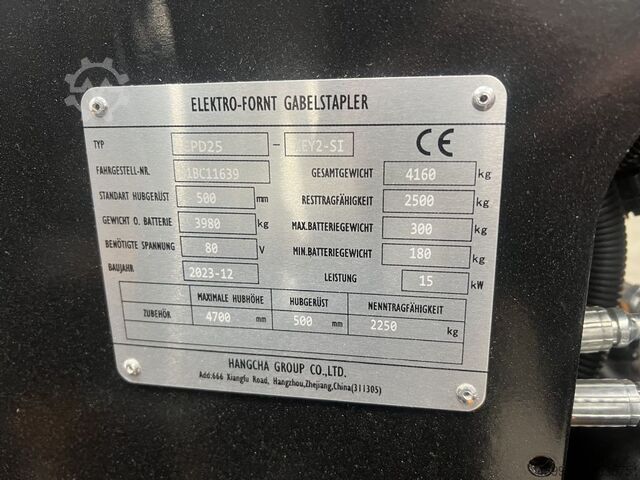 ELEKTRO-FORNT GABELSTAPLER
TYP CPD25 - XEY2-SI CE
FAHRGESTELL-NR. 1BC11639 GESAMTGEWICHT 4160 kg
STANDART HUBGERÜST 500 mm RESTTRAGFÄHIGKEIT 2500 kg
GEWICHT O. BATTERIE 3980 kg MAX.BATTERIEGEWICHT 300 kg
BENÖTIGTE SPANNUNG 80 V MIN.BATTERIEGEWICHT 180 kg
BAUJAHR 2023-12 LEISTUNG 15 kW
MAXIMALE HUBHÖHE HUBGERÜST NENNTRAGFÄHIGKEIT
ZUBEHÖR 4700 mm 500 mm 2250 kg
HANGCHA GROUP CO.,LTD.
Add:666 Xiangfu Road, Hangzhou,Zhejiang,China(311305)